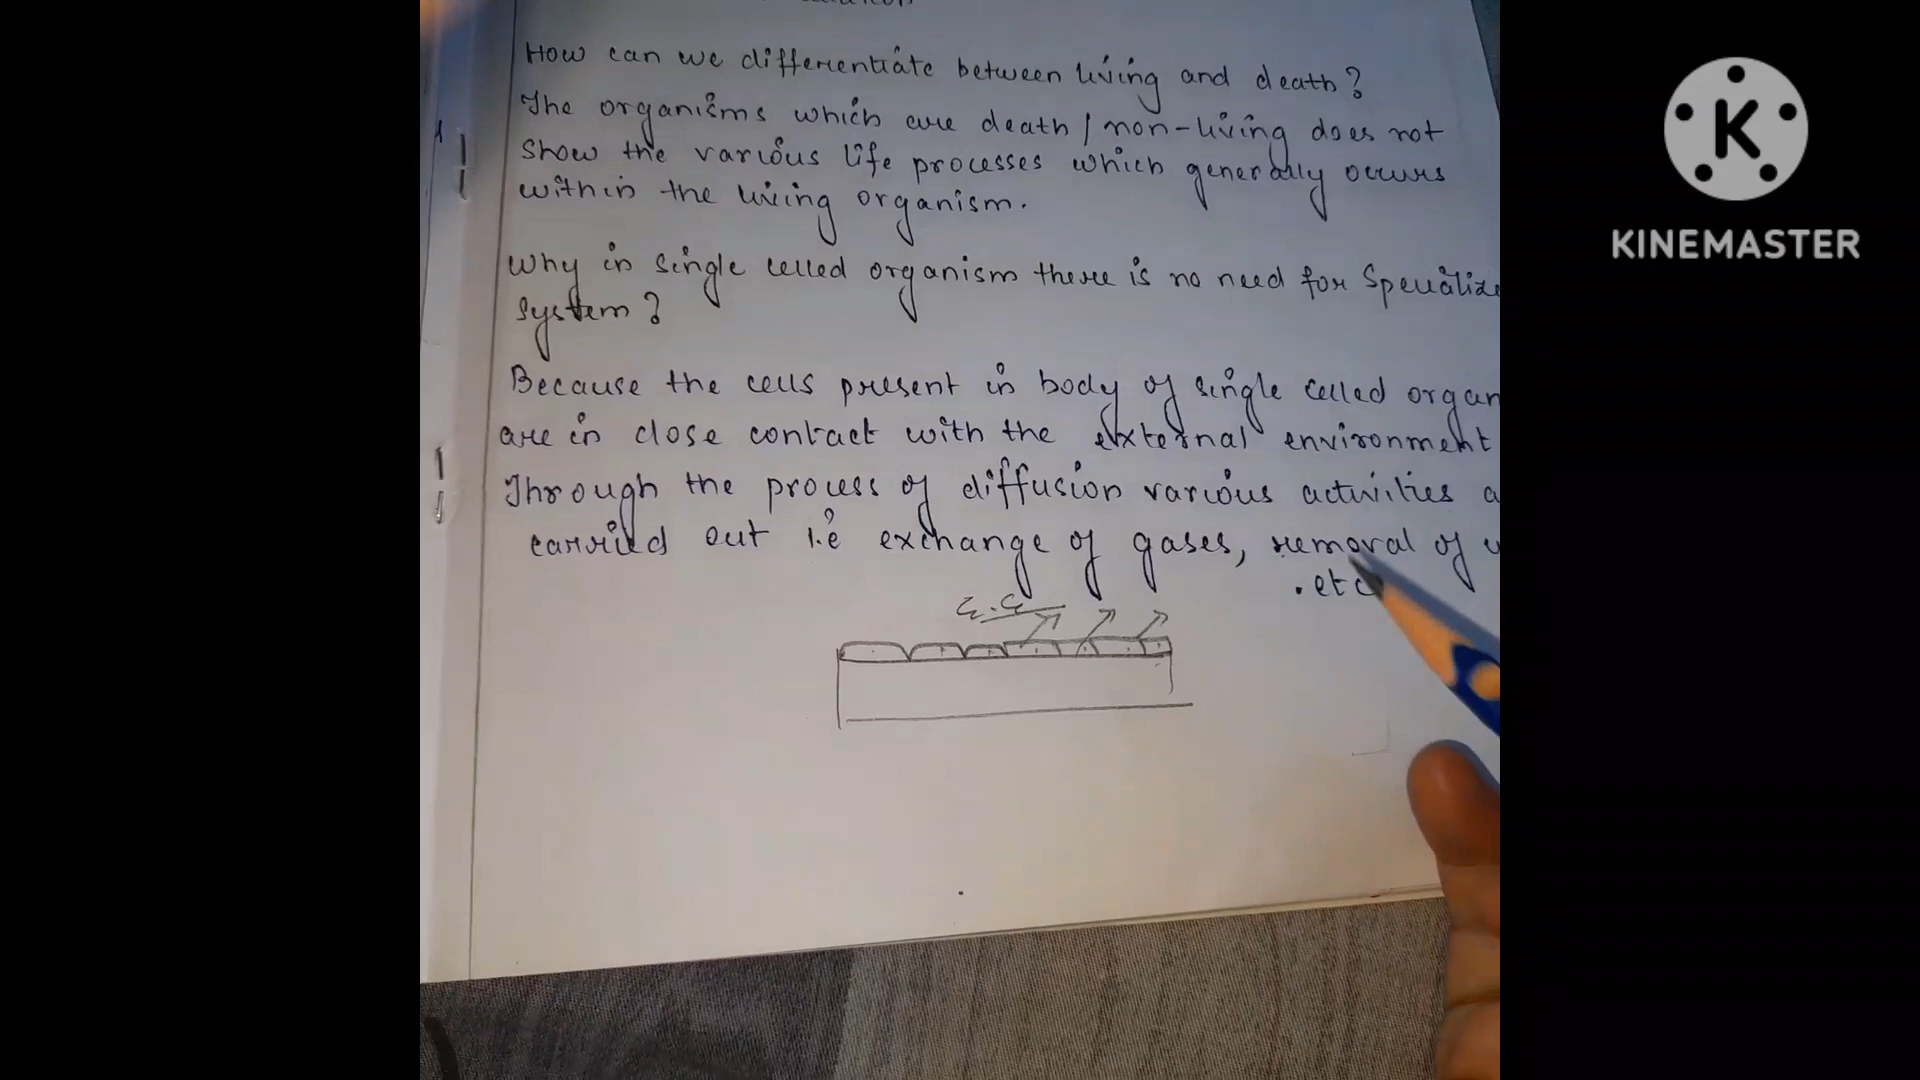 How can we differentiate between living and death?
The organisms which are death/non-living does not
Show the various life processes which generally occurs
within the living organism.
Why in single celled organism there is no need for Specialize
System?
Because the cells present in body of single celled organ
are in close contact with the external environment
Through the process of diffusion various activities a
carried out i.e exchange of gases, removal of
.etc
KINEMASTER